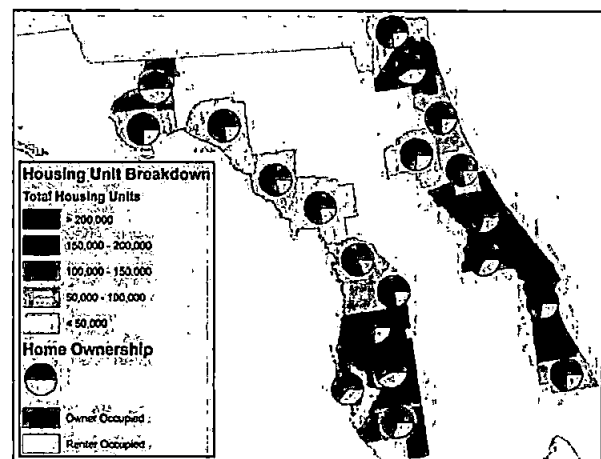 Housing Unit Breakdown
Total Housing Units
> 200,000
150,000 - 200,000
100,000 - 150,000
50,000 - 100,000
< 50,000
Home Ownership
Owner Occupied
Renter Occupied